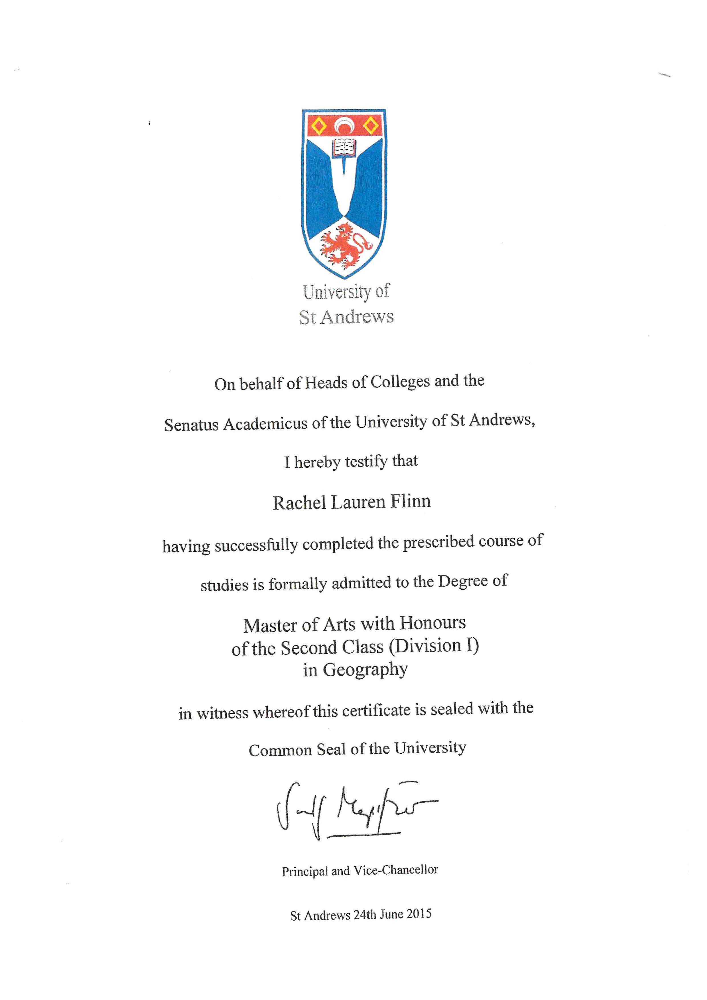 University of
St Andrews
On behalf of Heads of Colleges and the
Senatus Academicus of the University of St Andrews,
I hereby testify that
Rachel Lauren Flinn
having successfully completed the prescribed course of
studies is formally admitted to the Degree of
Master of Arts with Honours
of the Second Class (Division I)
in Geography
in witness whereof this certificate is sealed with the
Common Seal of the University
Principal and Vice-Chancellor
St Andrews 24th June 2015